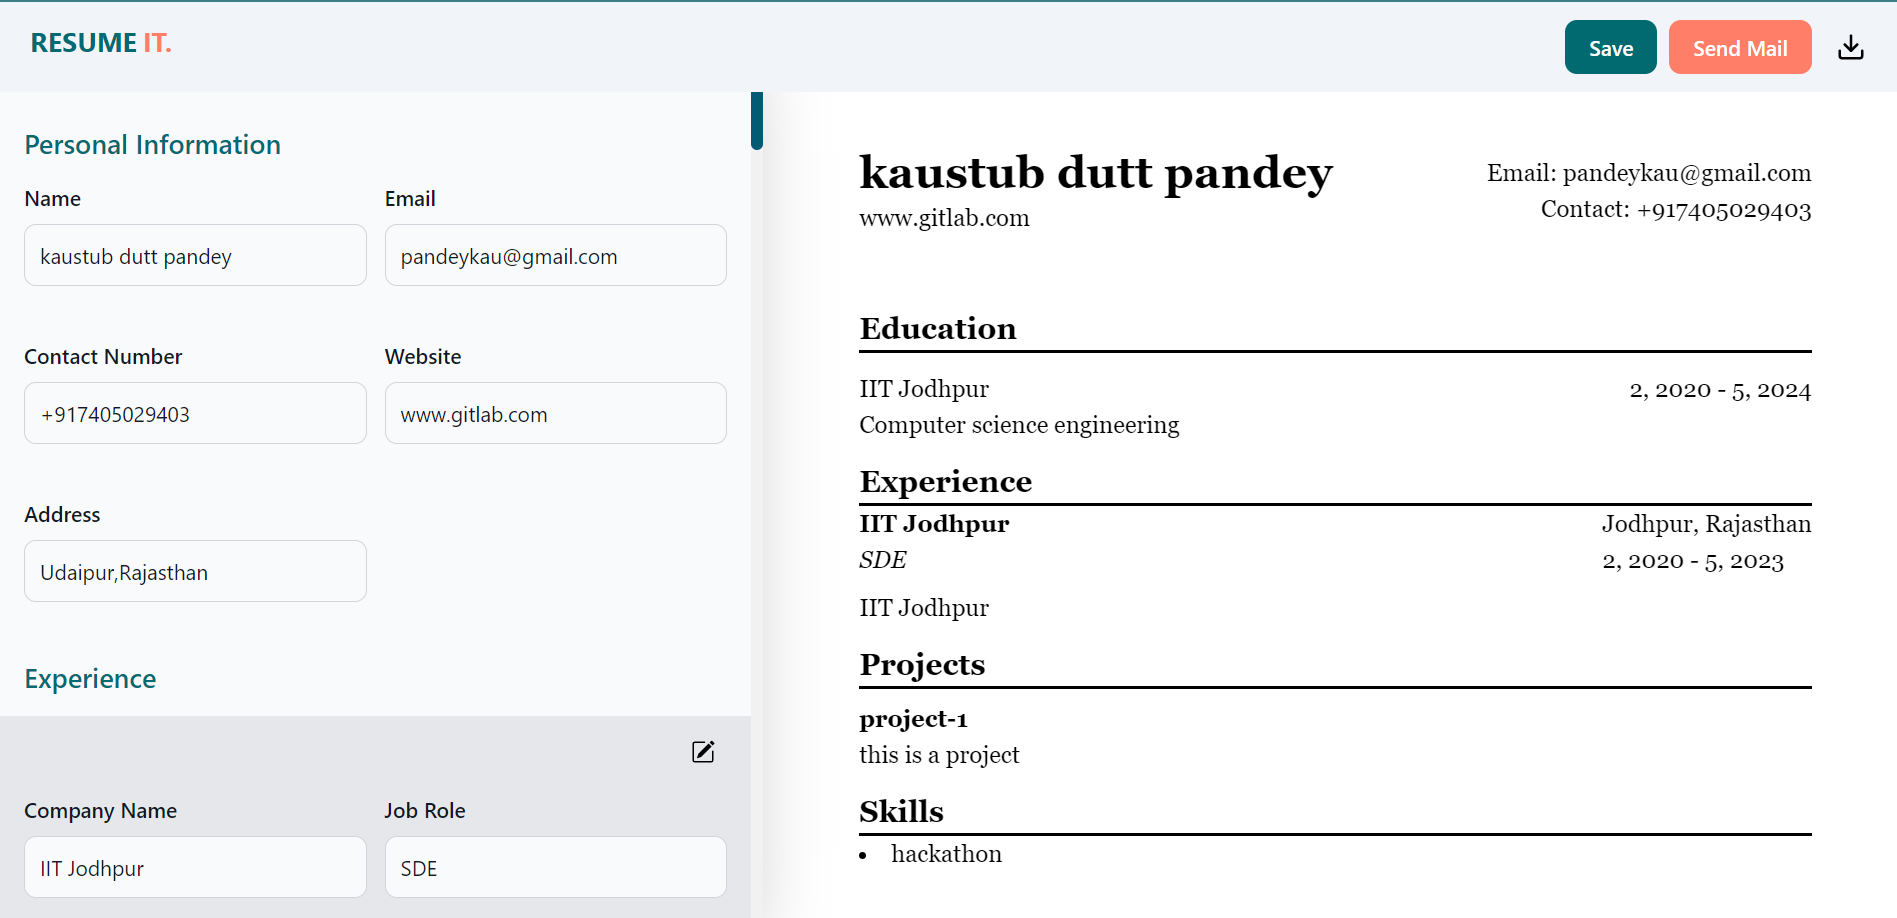 RESUME IT.
Save
Send Mail
Personal Information
Name
Email
kaustub dutt pandey
pandeykau@gmail.com
Contact Number
Website
+917405029403
www.gitlab.com
Address
Udaipur,Rajasthan
Experience
Company Name
Job Role
IIT Jodhpur
SDE
kaustub dutt pandey
www.gitlab.com
Email: pandeykau@gmail.com
Contact: +917405029403
Education
IIT Jodhpur
2, 2020 - 5, 2024
Computer science engineering
Experience
IIT Jodhpur
Jodhpur, Rajasthan
SDE
2, 2020 - 5, 2023
IIT Jodhpur
Projects
project-1
this is a project
Skills
• hackathon